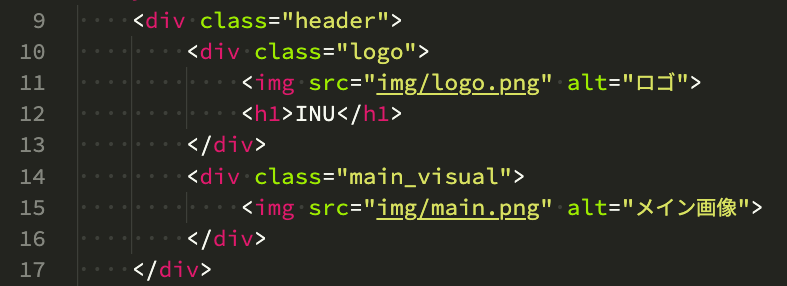 9 <div class="header">
10 <div class="logo">
11 <img src="img/logo.png" alt="ロゴ">
12 <h1>INU</h1>
13 </div>
14 <div class="main_visual">
15 <img src="img/main.png" alt="メイン画像">
16 </div>
17 </div>